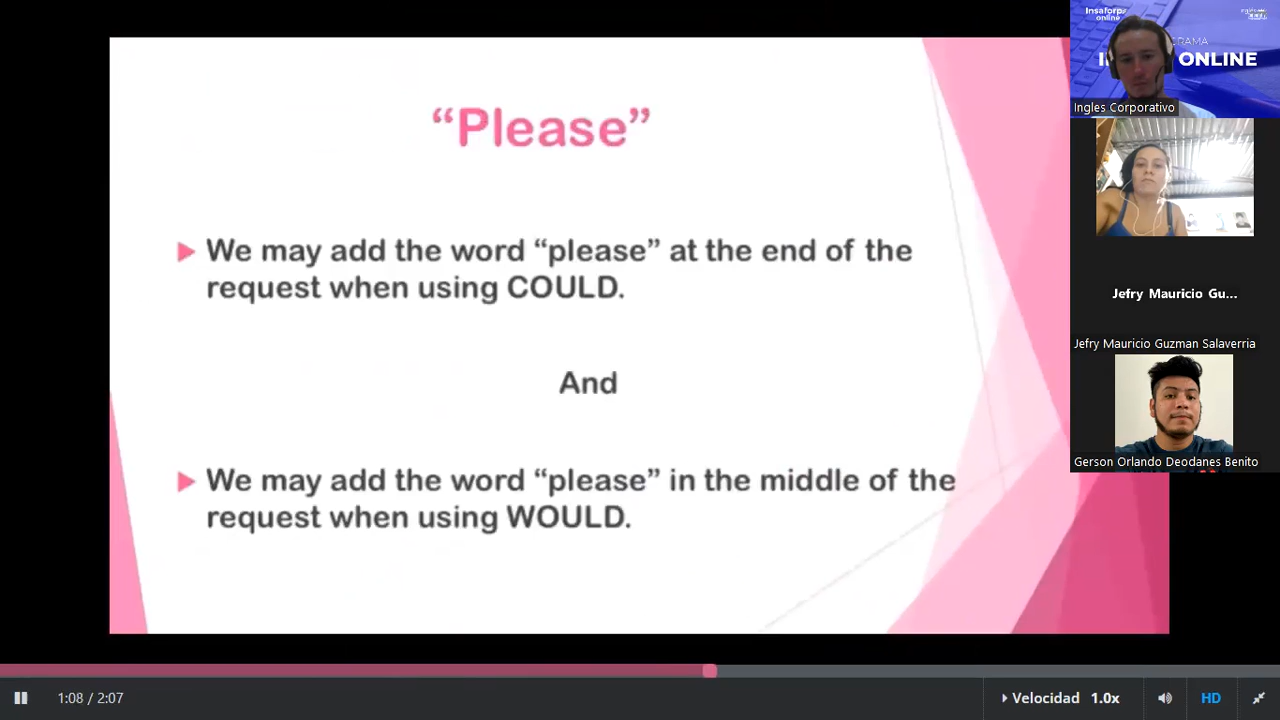 “Please”
We may add the word “please” at the end of the
request when using COULD.
And
We may add the word “please” in the middle of the
request when using WOULD.
Insaforp
online
ONLINE
Ingles Corporativo
Jefry Mauricio Gu...
Jefry Mauricio Guzman Salaverria
Gerson Orlando Deodanes Benito
1:08 / 2:07
Velocidad 1.0x
HD